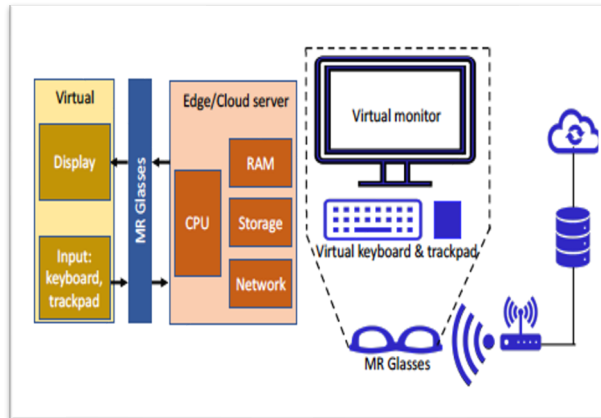 Virtual
Display
Input:
keyboard,
trackpad
MR Glasses
Edge/Cloud server
CPU
RAM
Storage
Network
Virtual monitor
Virtual keyboard & trackpad
MR Glasses